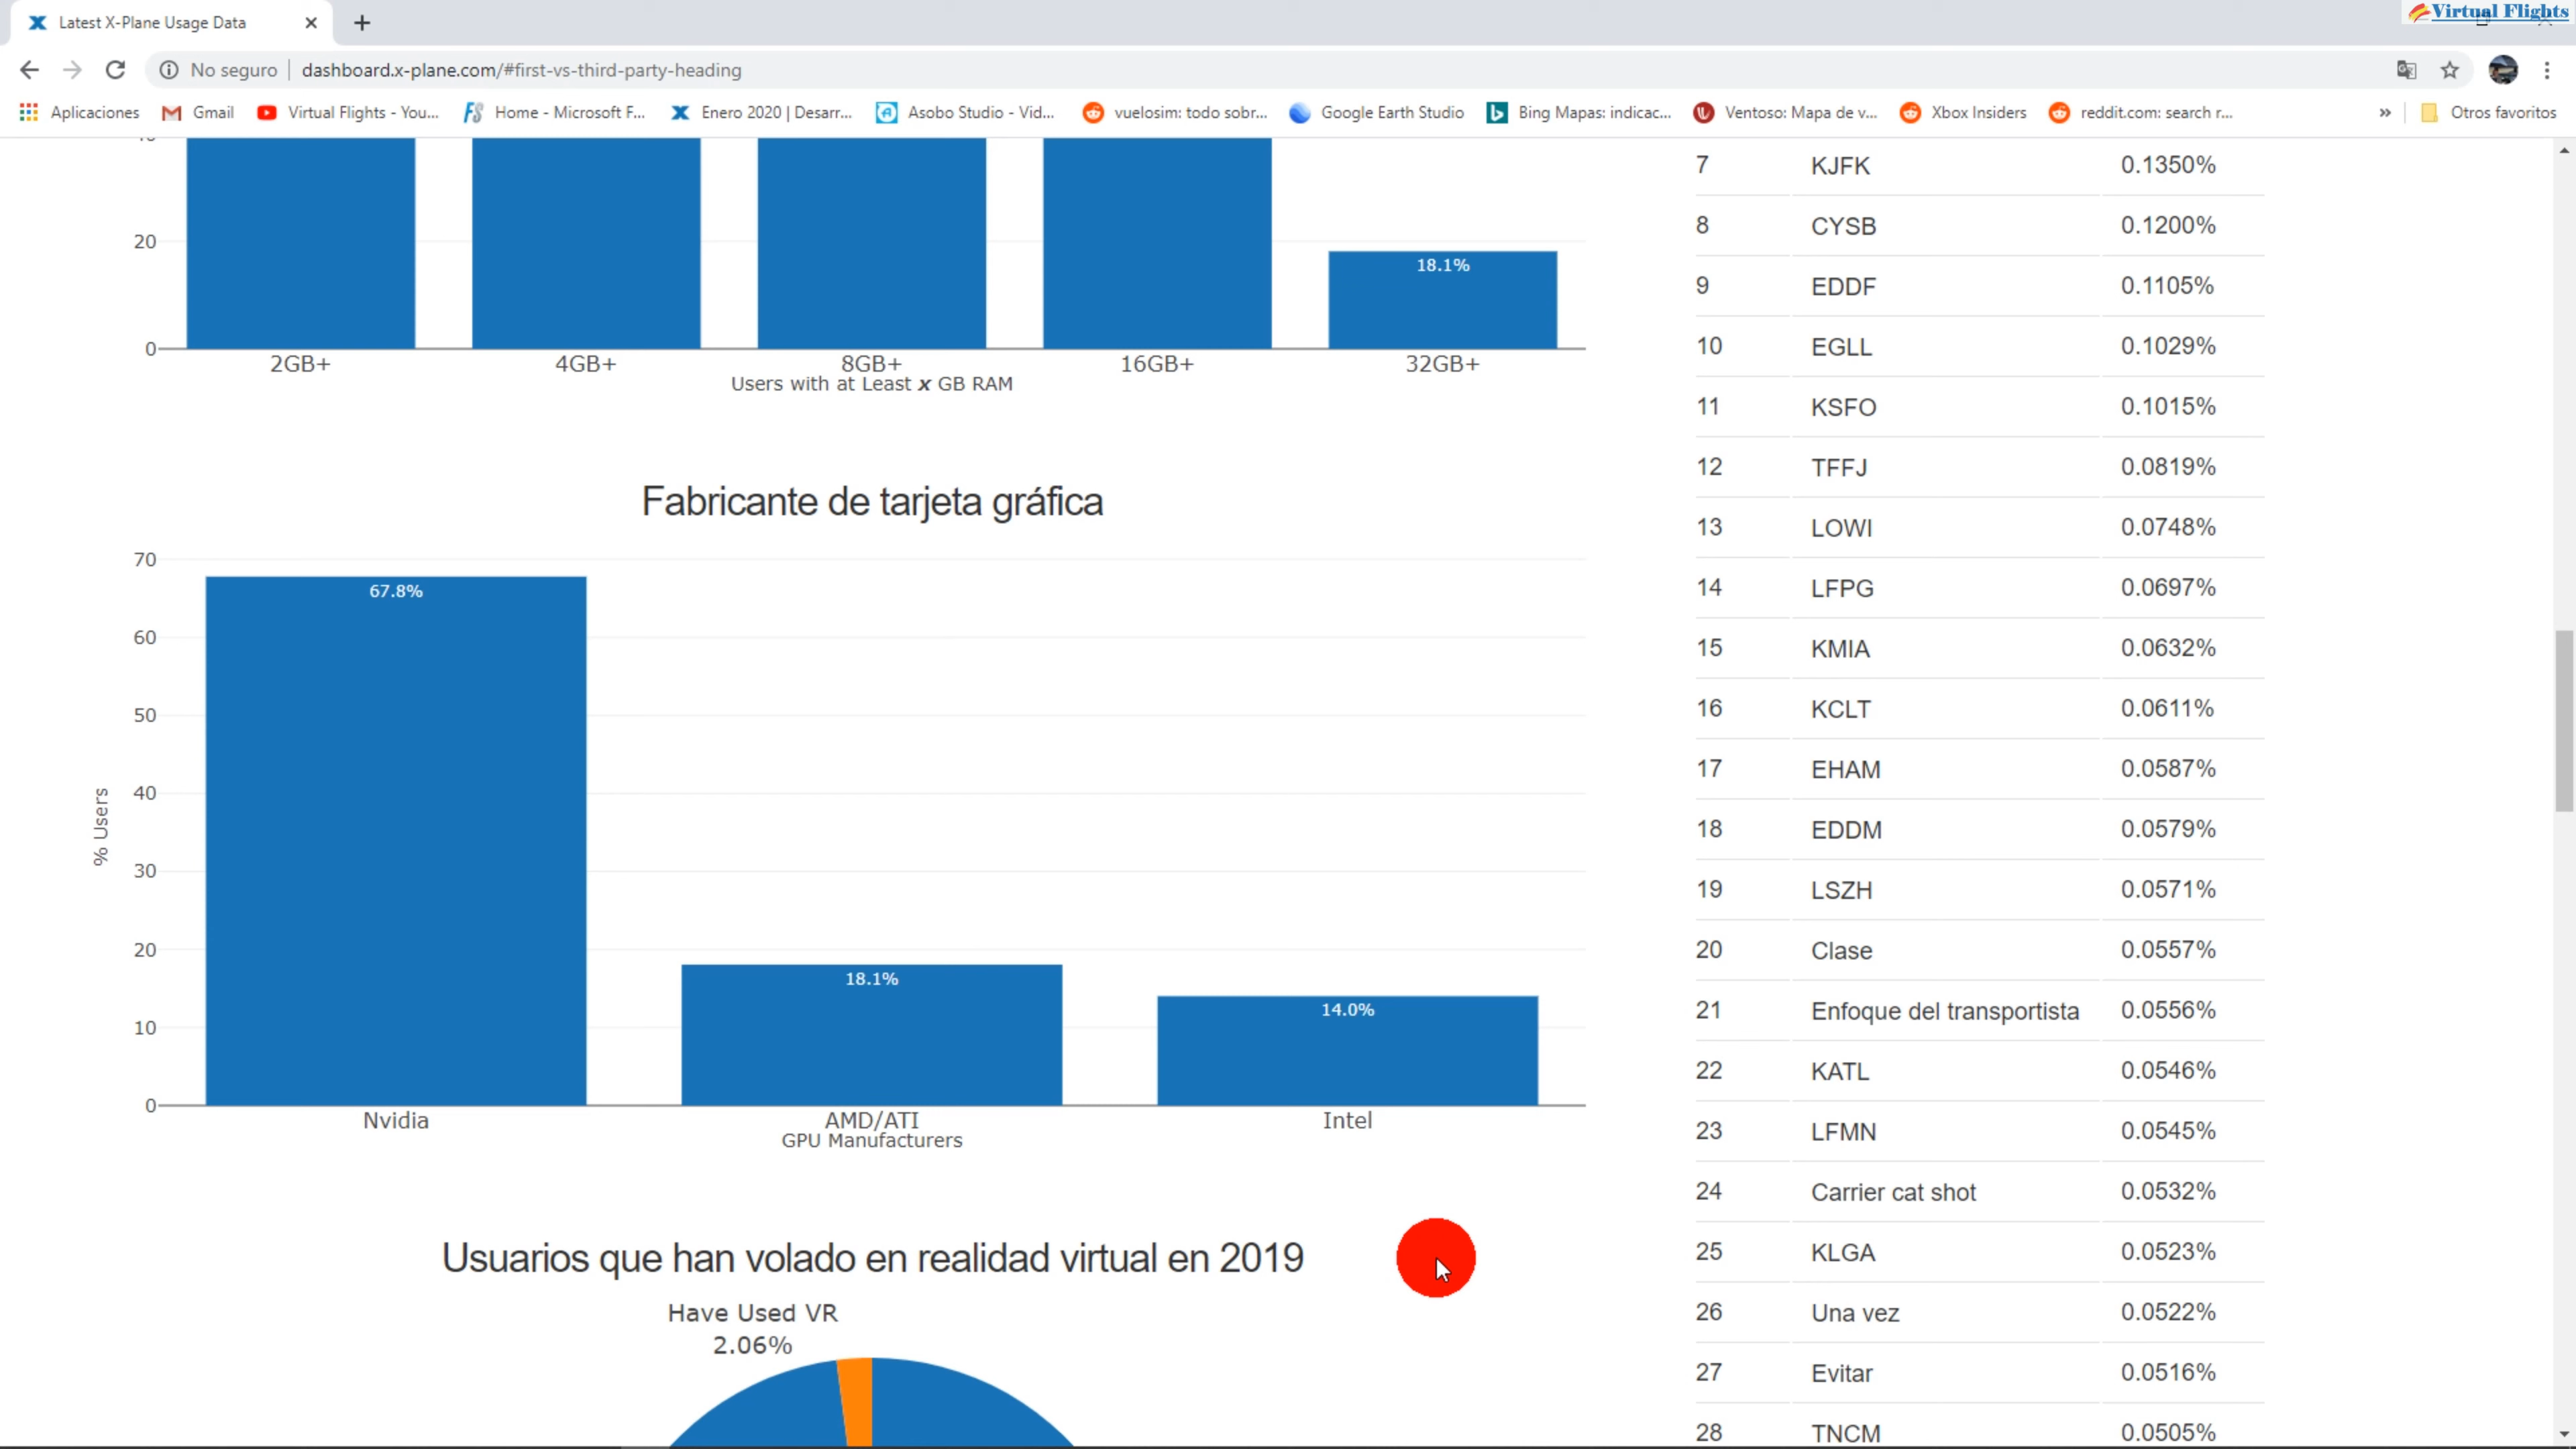 Latest X-Plane Usage Data
Virtual Flights
No seguro
dashboard.x-plane.com/#first-vs-third-party-heading
Aplicaciones
Gmail
Virtual Flights - You...
Home - Microsoft F...
Enero 2020 | Desarr...
Asobo Studio - Vid...
vuelosim: todo sobr...
Google Earth Studio
Bing Mapas: indicac...
Ventoso: Mapa de v...
Xbox Insiders
reddit.com: search r...
»
Otros favoritos
20
18.1%
0
2GB+ 4GB+ 8GB+ 16GB+ 32GB+
Users with at Least x GB RAM
Fabricante de tarjeta gráfica
70
67.8%
60
50
40
% Users
30
20
18.1%
14.0%
10
0
Nvidia AMD/ATI Intel
GPU Manufacturers
Usuarios que han volado en realidad virtual en 2019
Have Used VR
2.06%
7 KJFK 0.1350%
8 CYSB 0.1200%
9 EDDF 0.1105%
10 EGLL 0.1029%
11 KSFO 0.1015%
12 TFFJ 0.0819%
13 LOWI 0.0748%
14 LFPG 0.0697%
15 KMIA 0.0632%
16 KCLT 0.0611%
17 EHAM 0.0587%
18 EDDM 0.0579%
19 LSZH 0.0571%
20 Clase 0.0557%
21 Enfoque del transportista 0.0556%
22 KATL 0.0546%
23 LFMN 0.0545%
24 Carrier cat shot 0.0532%
25 KLGA 0.0523%
26 Una vez 0.0522%
27 Evitar 0.0516%
28 TNCM 0.0505%